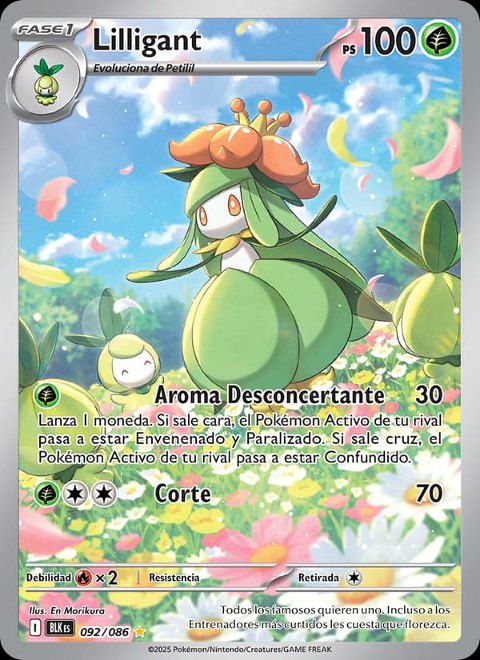 FASE 1
Lilligant
PS 100
Evoluciona de Petilil
Aroma Desconcertante 30
Lanza 1 moneda. Si sale cara, el Pokémon Activo de tu rival
pasa a estar Envenenado y Paralizado. Si sale cruz, el
Pokémon Activo de tu rival pasa a estar Confundido.
Corte 70
Debilidad ×2 Resistencia Retirada
Ilus. En Morikura
I BLK ES 092/086
Todos los famosos quieren uno. Incluso a los
Entrenadores más curtidos les cuesta que florezca.
©2025 Pokémon/Nintendo/Creatures/GAME FREAK